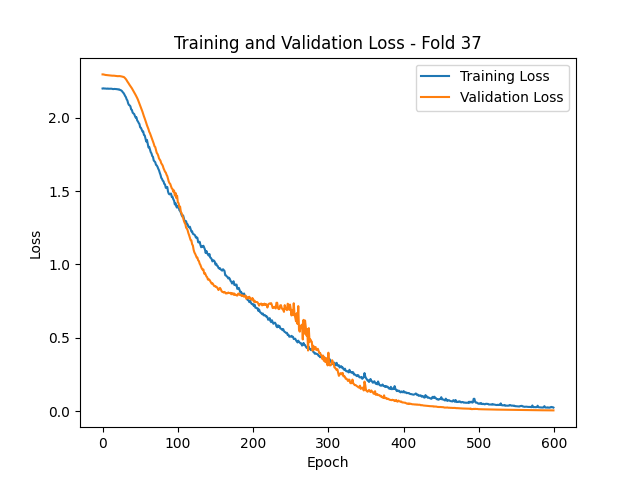 Training and Validation Loss - Fold 37
Training Loss
Validation Loss
Loss
2.0
1.5
1.0
0.5
0.0
0 100 200 300 400 500 600
Epoch